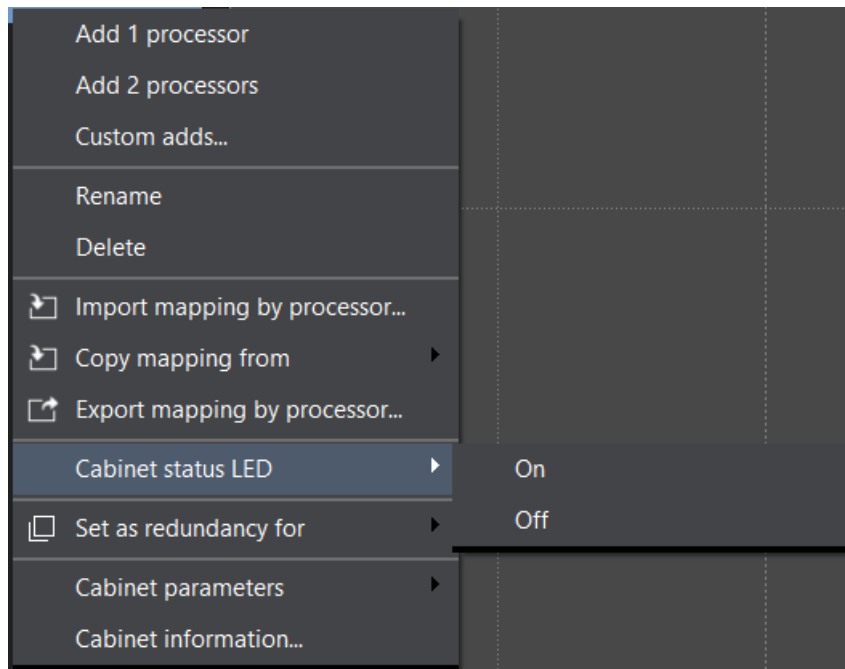 Add 1 processor
Add 2 processors
Custom adds...
Rename
Delete
Import mapping by processor...
Copy mapping from
Export mapping by processor...
Cabinet status LED
On
Off
Set as redundancy for
Cabinet parameters
Cabinet information...